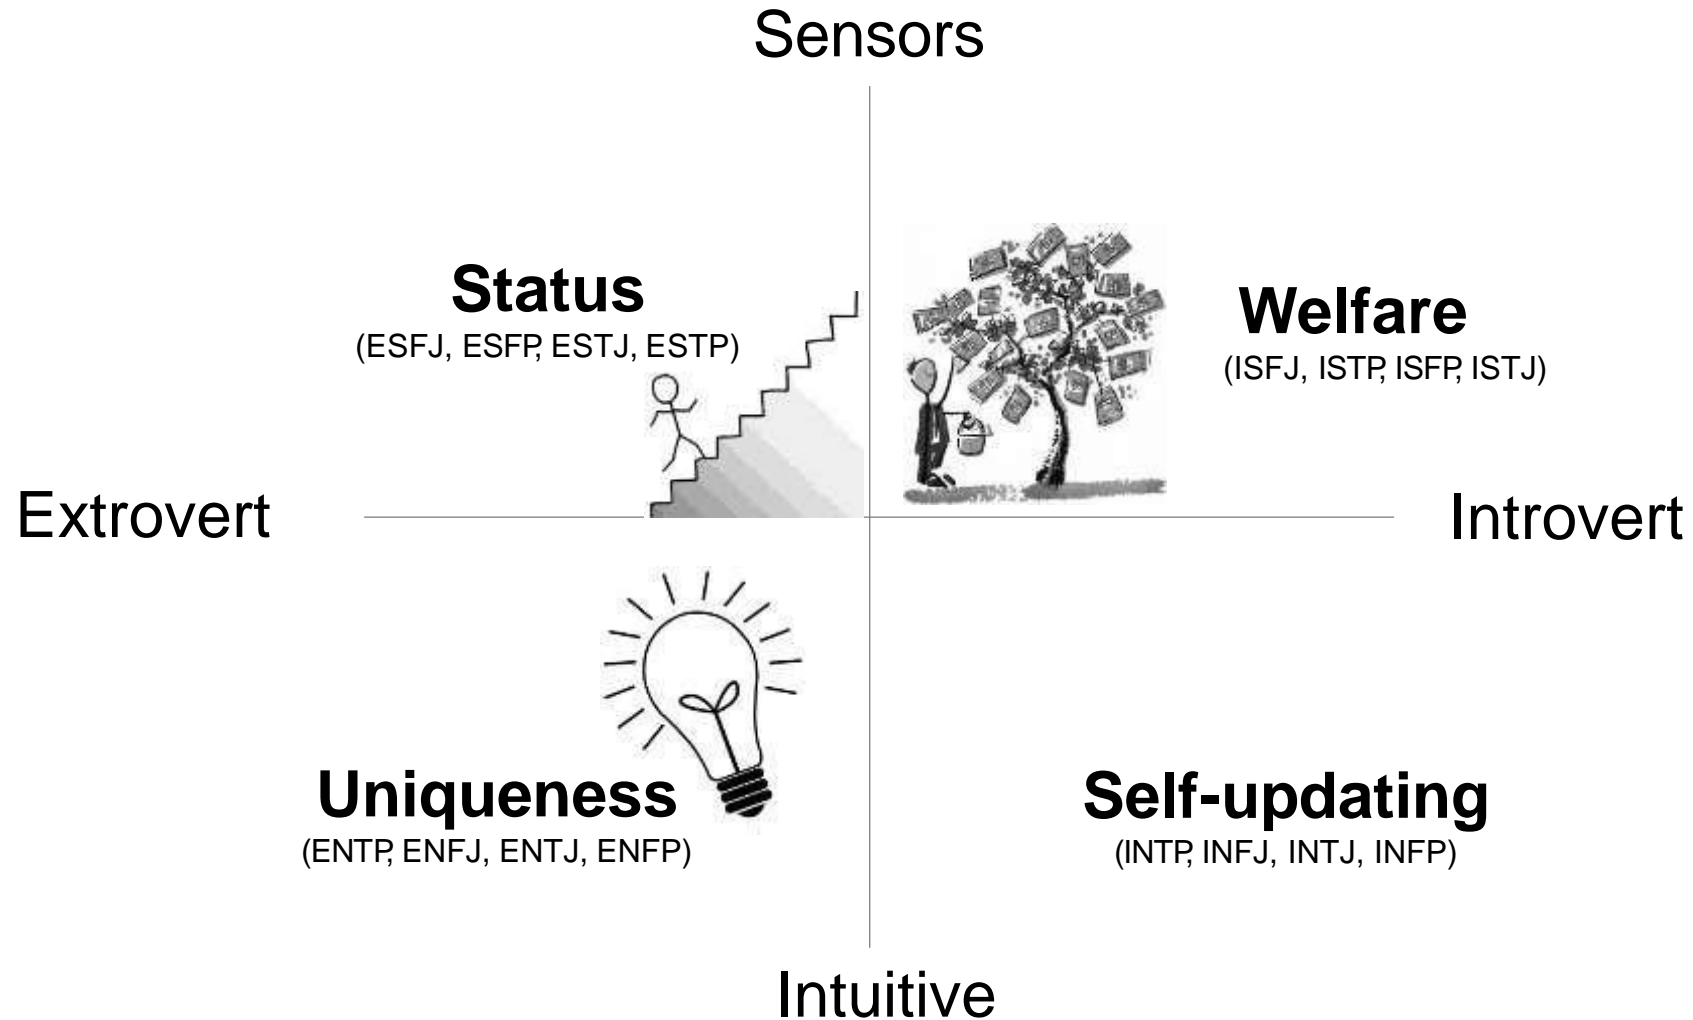 Sensors
Status
(ESFJ, ESFP, ESTJ, ESTP)
Welfare
(ISFJ, ISTP, ISFP, ISTJ)
Extrovert
Introvert
Uniqueness
(ENTP, ENFJ, ENTJ, ENFP)
Self-updating
(INTP, INFJ, INTJ, INFP)
Intuitive